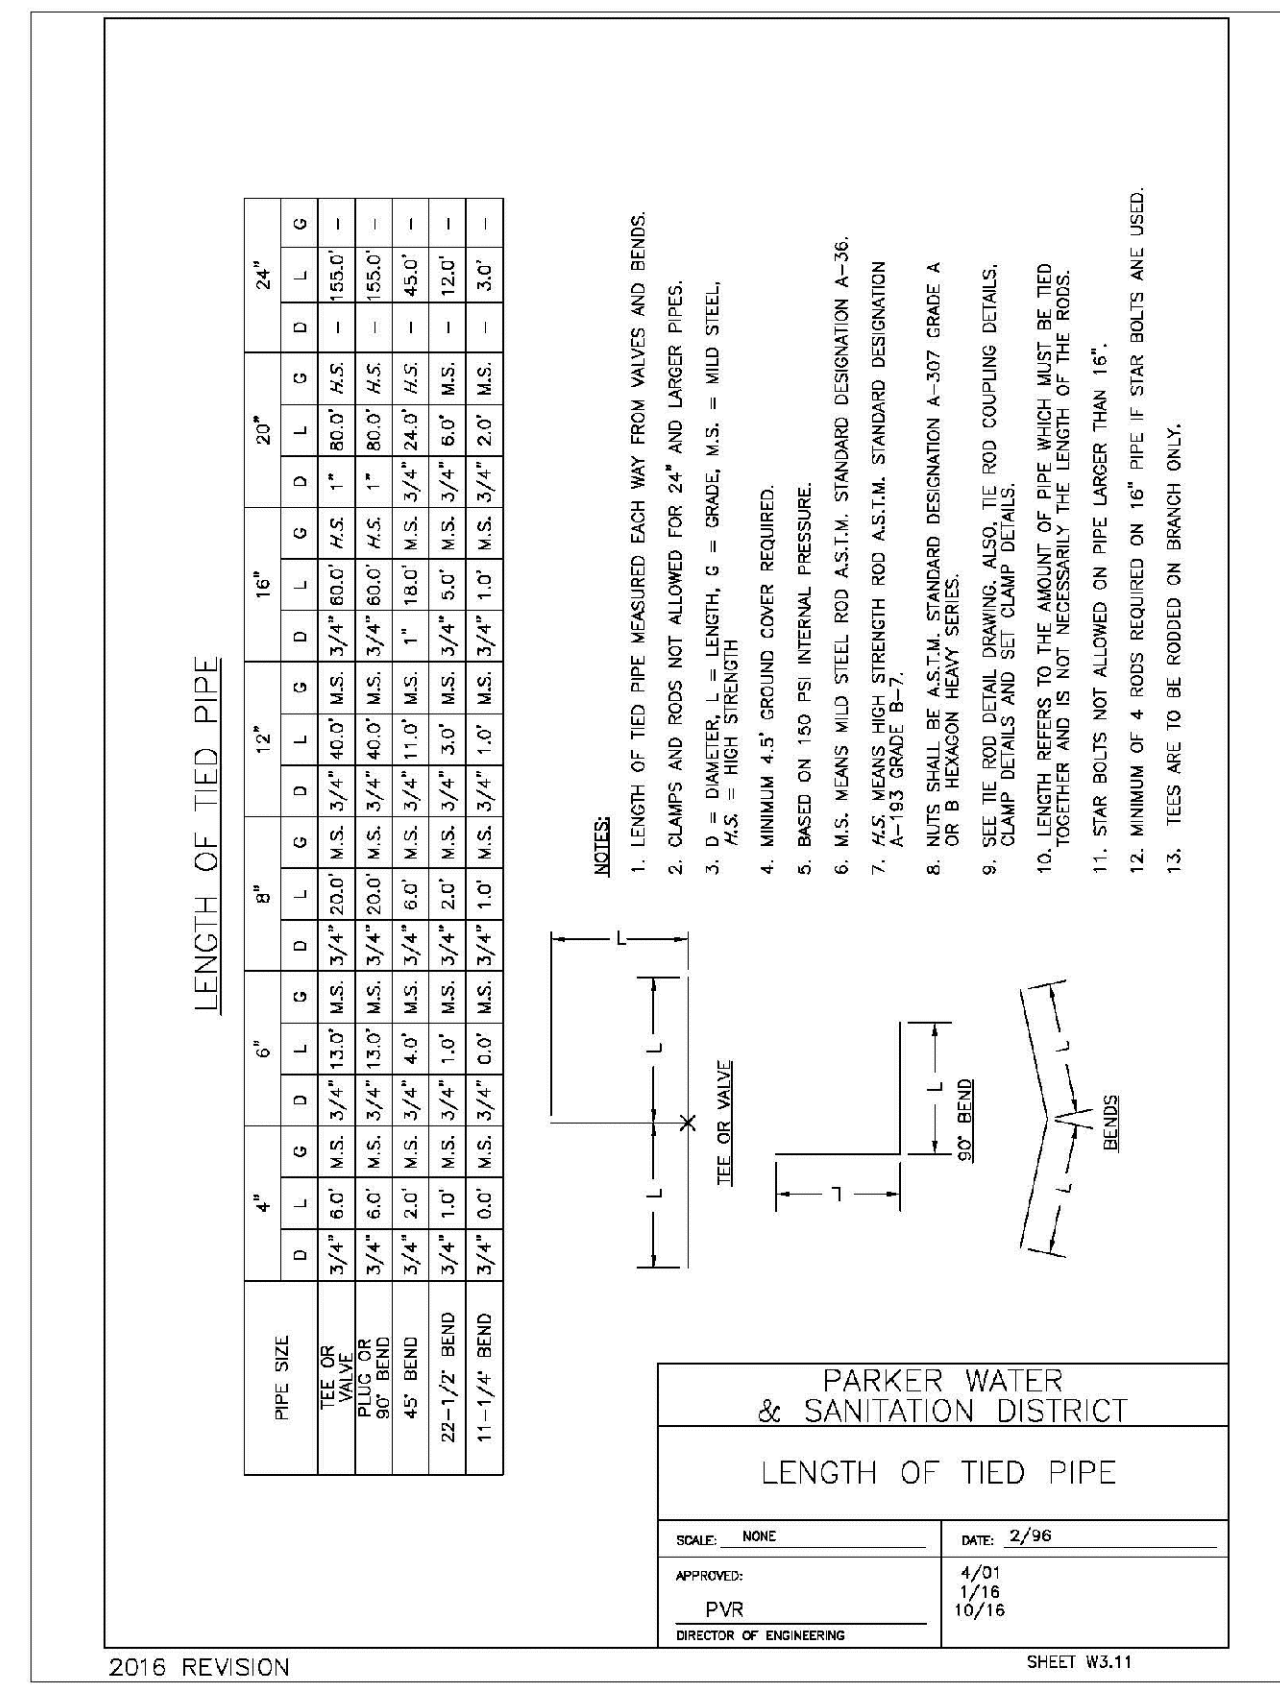 LENGTH OF TIED PIPE
PIPE SIZE 4" 6" 8" 12" 16" 20" 24"
D L G D L G D L G D L G D L G D L G D L G
TEE OR
VALVE 3/4" 6.0' M.S. 3/4" 13.0' M.S. 3/4" 20.0' M.S. 3/4" 40.0' M.S. 3/4" 60.0' H.S. 1" 80.0' H.S. – 155.0' –
PLUG OR
90° BEND 3/4" 6.0' M.S. 3/4" 13.0' M.S. 3/4" 20.0' M.S. 3/4" 40.0' M.S. 3/4" 60.0' H.S. 1" 80.0' H.S. – 155.0' –
45° BEND 3/4" 2.0' M.S. 3/4" 4.0' M.S. 3/4" 6.0' M.S. 3/4" 11.0' M.S. 1" 18.0' M.S. 3/4" 24.0' H.S. – 45.0' –
22-1/2° BEND 3/4" 1.0' M.S. 3/4" 1.0' M.S. 3/4" 2.0' M.S. 3/4" 3.0' M.S. 3/4" 5.0' M.S. 3/4" 6.0' M.S. – 12.0' –
11-1/4° BEND 3/4" 0.0' M.S. 3/4" 0.0' M.S. 3/4" 1.0' M.S. 3/4" 1.0' M.S. 3/4" 1.0' M.S. 3/4" 2.0' M.S. – 3.0' –
L
L
L
TEE OR VALVE
L
L
90° BEND
L
L
BENDS
NOTES:
1. LENGTH OF TIED PIPE MEASURED EACH WAY FROM VALVES AND BENDS.
2. CLAMPS AND RODS NOT ALLOWED FOR 24" AND LARGER PIPES.
3. D = DIAMETER, L = LENGTH, G = GRADE, M.S. = MILD STEEL,
H.S. = HIGH STRENGTH
4. MINIMUM 4.5' GROUND COVER REQUIRED.
5. BASED ON 150 PSI INTERNAL PRESSURE.
6. M.S. MEANS MILD STEEL ROD A.S.T.M. STANDARD DESIGNATION A-36.
7. H.S. MEANS HIGH STRENGTH ROD A.S.T.M. STANDARD DESIGNATION
A-193 GRADE B-7.
8. NUTS SHALL BE A.S.T.M. STANDARD DESIGNATION A-307 GRADE A
OR B HEXAGON HEAVY SERIES.
9. SEE TIE ROD DETAIL DRAWING. ALSO, TIE ROD COUPLING DETAILS,
CLAMP DETAILS AND SET CLAMP DETAILS.
10. LENGTH REFERS TO THE AMOUNT OF PIPE WHICH MUST BE TIED
TOGETHER AND IS NOT NECESSARILY THE LENGTH OF THE RODS.
11. STAR BOLTS NOT ALLOWED ON PIPE LARGER THAN 16".
12. MINIMUM OF 4 RODS REQUIRED ON 16" PIPE IF STAR BOLTS ANE USED.
13. TEES ARE TO BE RODDED ON BRANCH ONLY.
PARKER WATER
& SANITATION DISTRICT
LENGTH OF TIED PIPE
SCALE: NONE
DATE: 2/96
APPROVED:
PVR
DIRECTOR OF ENGINEERING
4/01
1/16
10/16
2016 REVISION
SHEET W3.11